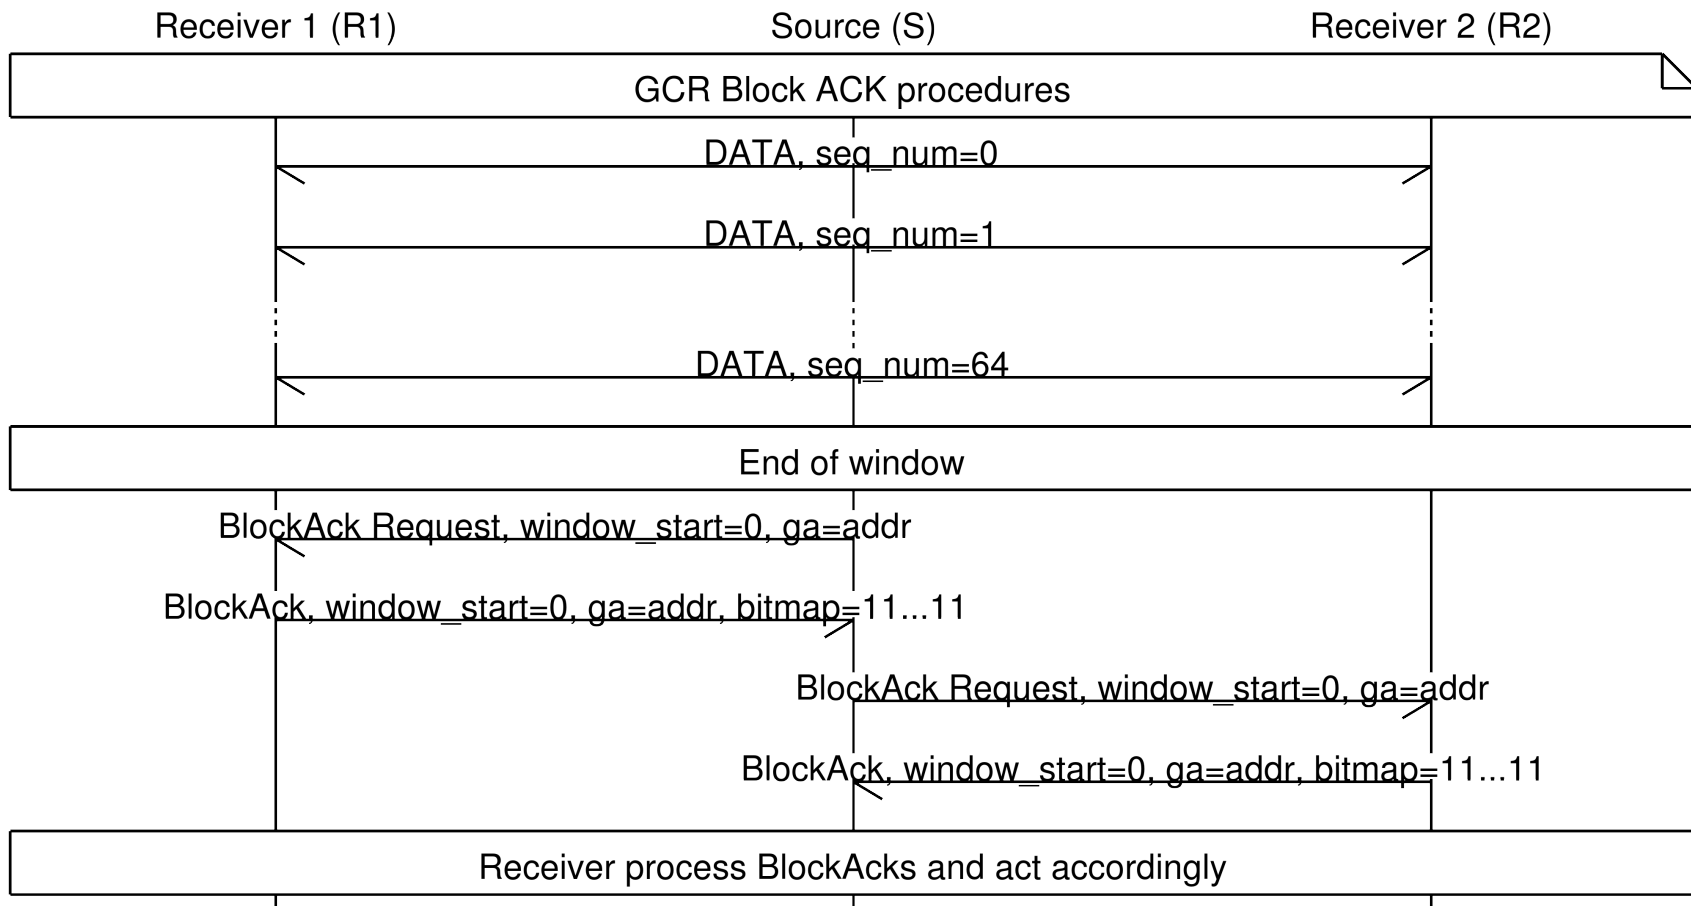 Receiver 1 (R1) Source (S) Receiver 2 (R2)
GCR Block ACK procedures
DATA, seq_num=0
DATA, seq_num=1
DATA, seq_num=64
End of window
BlockAck Request, window_start=0, ga=addr
BlockAck, window_start=0, ga=addr, bitmap=11...11
BlockAck Request, window_start=0, ga=addr
BlockAck, window_start=0, ga=addr, bitmap=11...11
Receiver process BlockAcks and act accordingly